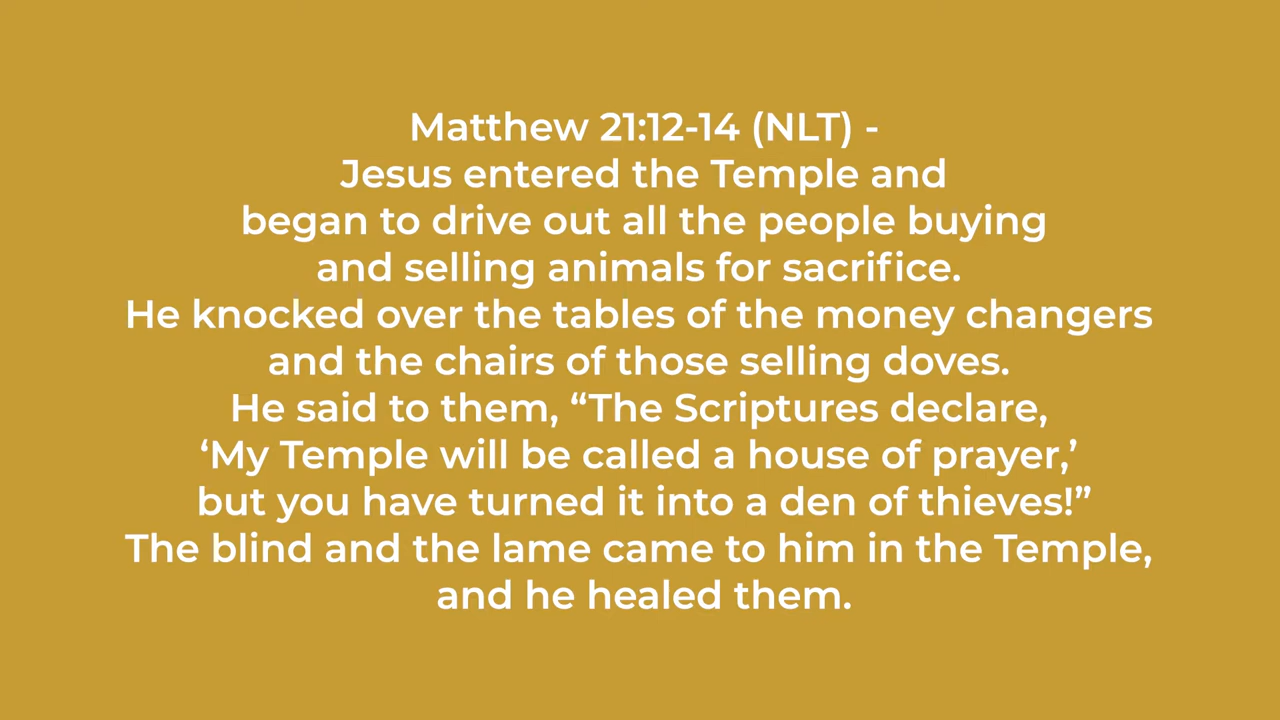 Matthew 21:12-14 (NLT) -
Jesus entered the Temple and
began to drive out all the people buying
and selling animals for sacrifice.
He knocked over the tables of the money changers
and the chairs of those selling doves.
He said to them, “The Scriptures declare,
‘My Temple will be called a house of prayer,’
but you have turned it into a den of thieves!”
The blind and the lame came to him in the Temple,
and he healed them.